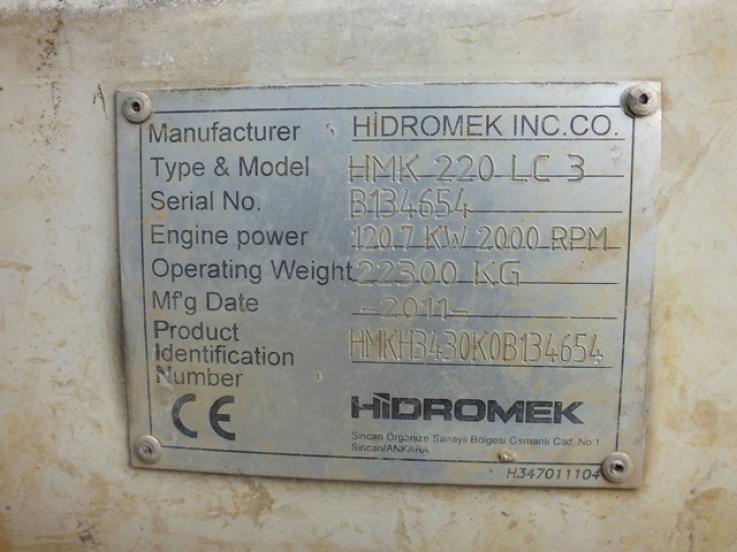 Manufacturer HİDROMEK INC.CO.
Type & Model HMK 220 LC 3
Serial No. B134654
Engine power 120.7 KW 2000 RPM
Operating Weight 22300 KG
Mf'g Date -2011-
Product
Identification HMKH3430K0B134654
Number
CE HİDROMEK
Sincan Organize Sanayii Bölgesi Osmanlı Cad. No:1
Sincan/ANKARA
H347011104